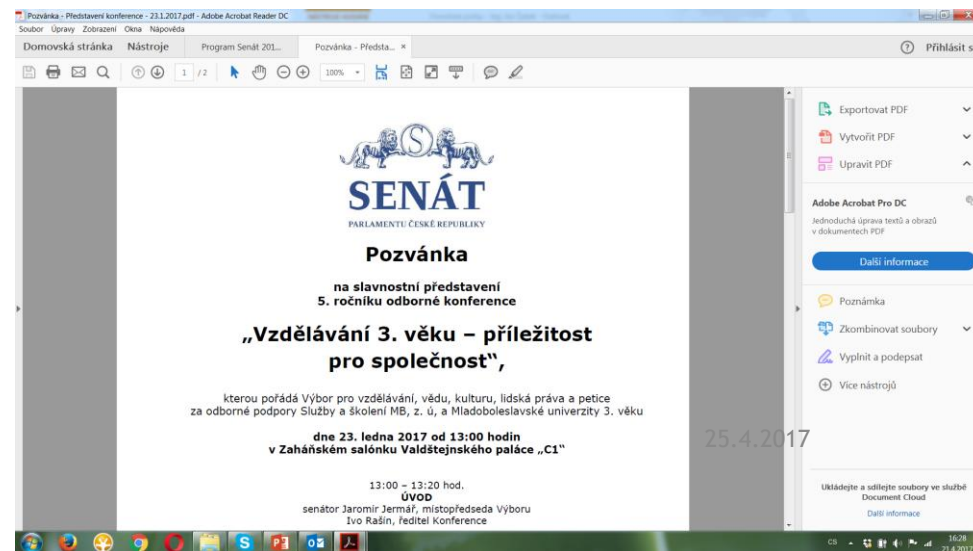 Pozvánka - Představení konference - 23.1.2017.pdf - Adobe Acrobat Reader DC
Soubor Úpravy Zobrazení Okna Nápověda
Domovská stránka Nástroje Program Senát 201... Pozvánka - Předsta... × Přihlásit s
1 / 2 100%
S
SENÁT
PARLAMENTU ČESKÉ REPUBLIKY
Pozvánka
na slavnostní představení
5. ročníku odborné konference
„Vzdělávání 3. věku – příležitost
pro společnost“,
kterou pořádá Výbor pro vzdělávání, vědu, kulturu, lidská práva a petice
za odborné podpory Služby a školení MB, z. ú, a Mladoboleslavské univerzity 3. věku
dne 23. ledna 2017 od 13:00 hodin
v Zaháňském salónku Valdštejnského paláce „C1“
13:00 – 13:20 hod.
ÚVOD
senátor Jaromír Jermář, místopředseda Výboru
Ivo Rašín, ředitel Konference
Exportovat PDF
Vytvořit PDF
Upravit PDF
Adobe Acrobat Pro DC
Jednoduchá úprava textů a obrazů
v dokumentech PDF
Další informace
Poznámka
Zkombinovat soubory
Vyplnit a podepsat
Více nástrojů
25.4.2017
Ukládejte a sdílejte soubory ve službě
Document Cloud
Další informace
CS 16:28
21.4.2017